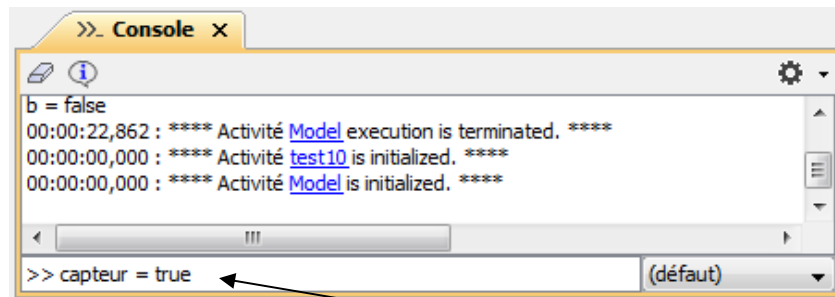 >>_ Console X
b = false
00:00:22,862 : **** Activité Model execution is terminated. ****
00:00:00,000 : **** Activité test10 is initialized. ****
00:00:00,000 : **** Activité Model is initialized. ****
>> capteur = true (défaut)